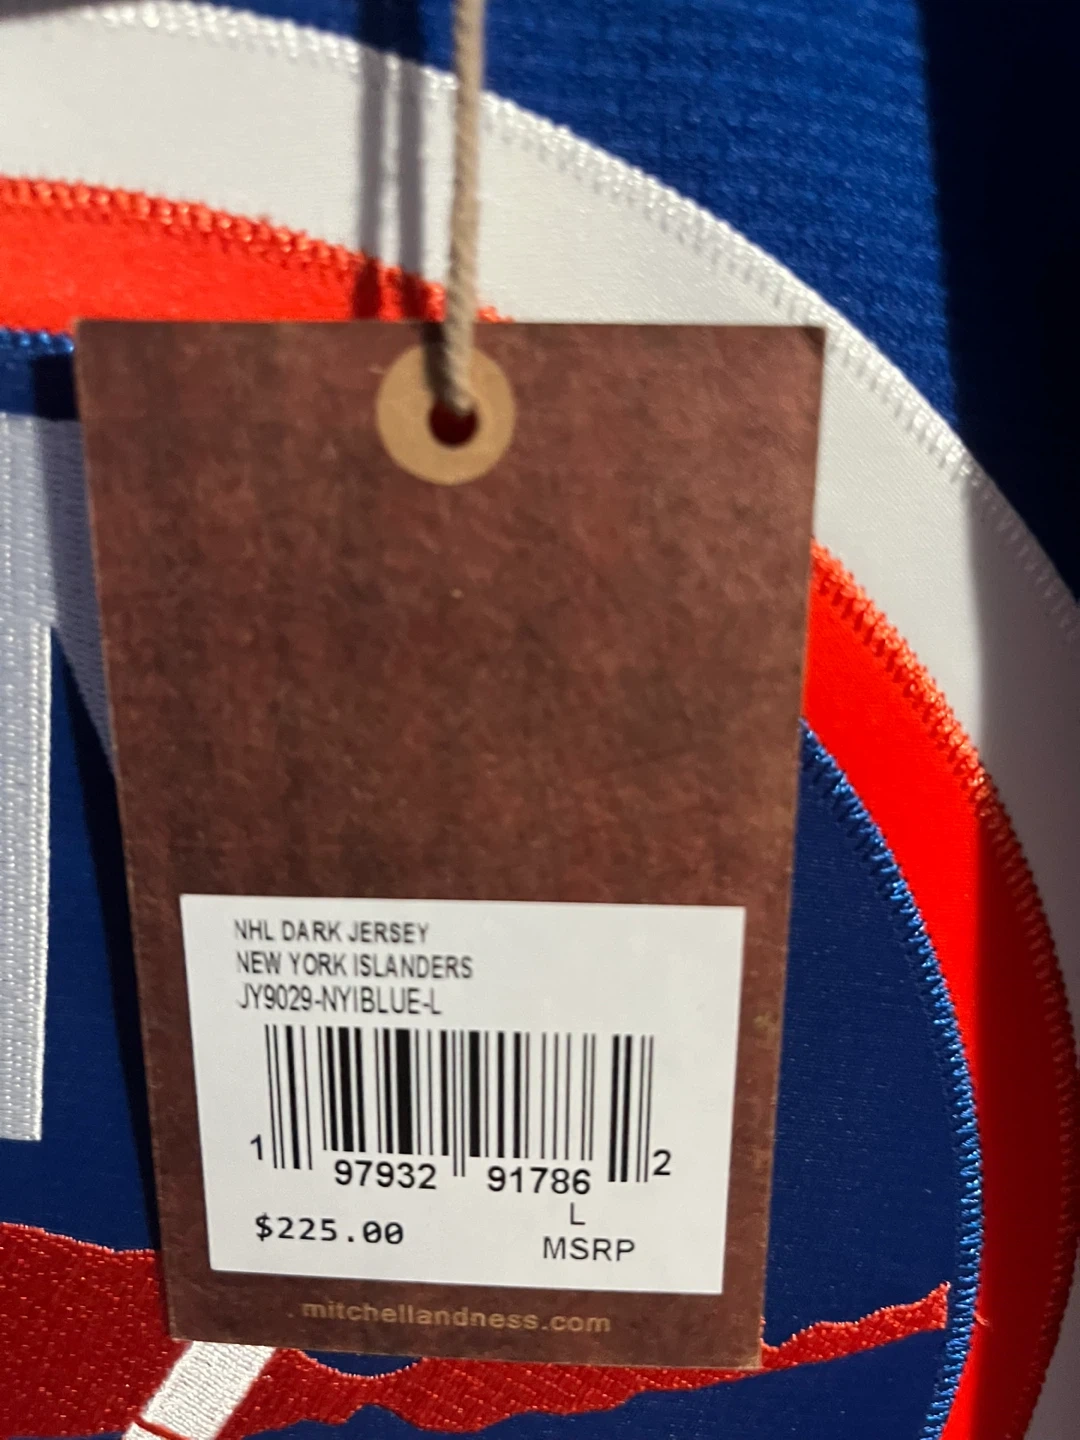 NHL DARK JERSEY
NEW YORK ISLANDERS
JY9029-NYIBLUE-L
1 97932 91786 2
$225.00 L
MSRP
mitchellandness.com